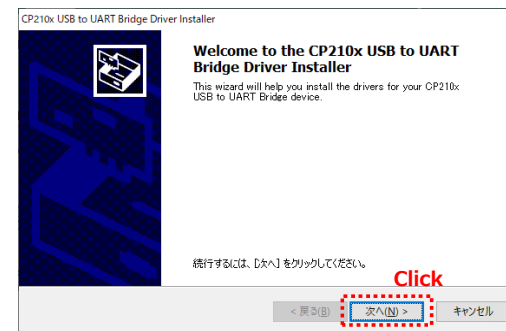 CP210x USB to UART Bridge Driver Installer
Welcome to the CP210x USB to UART
Bridge Driver Installer
This wizard will help you install the drivers for your CP210x
USB to UART Bridge device.
続行するには、[次へ] をクリックしてください。
Click
< 戻る(B)
次へ(N) >
キャンセル